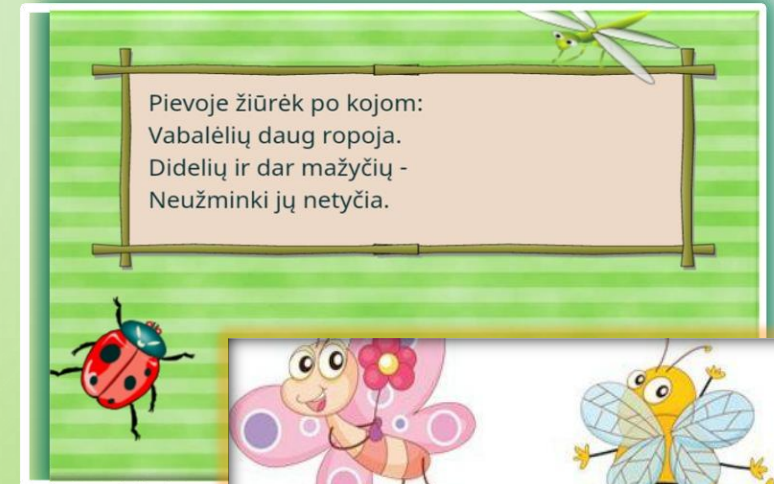 Pievoje žiūrėk po kojom:
Vabalėlių daug ropoja.
Didelių ir dar mažyčių -
Neužminki jų netyčia.